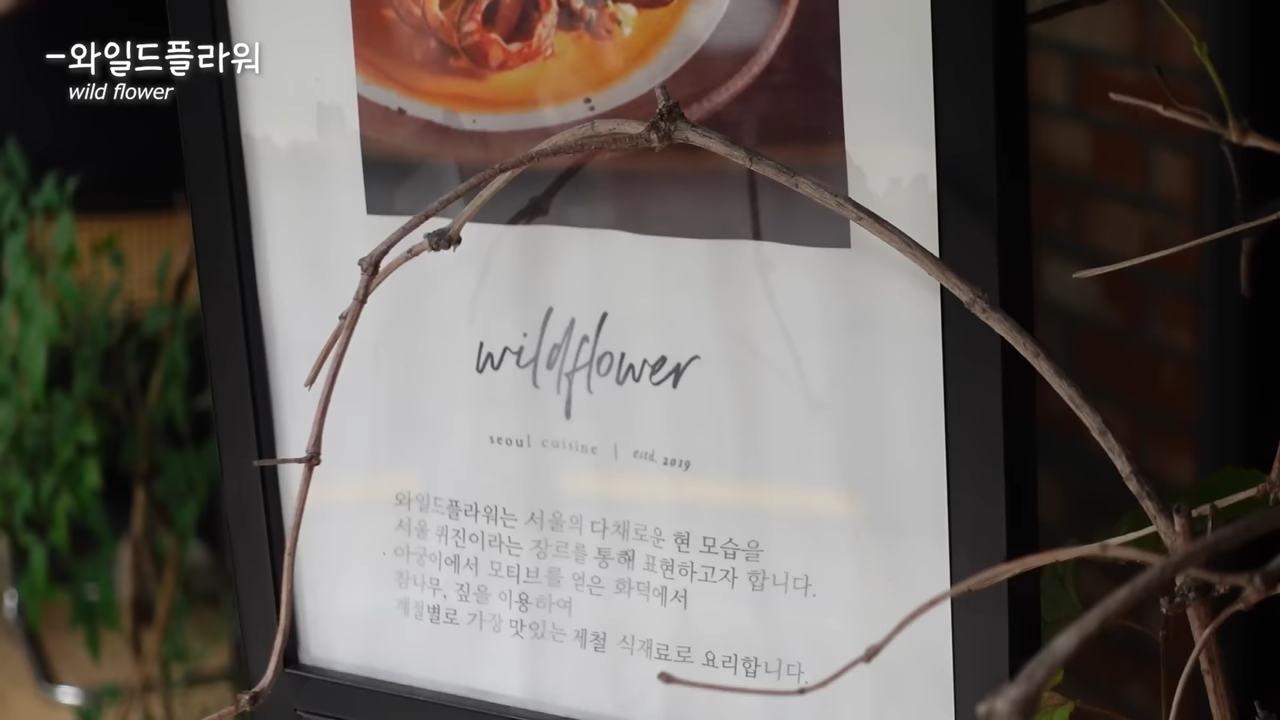 -와일드플라워
wild flower
wildflower
seoul cuisine | estd. 2019
와일드플라워는 서울의 다채로운 현 모습을
서울 퀴진이라는 장르를 통해 표현하고자 합니다.
아궁이에서 모티브를 얻은 화덕에서
참나무, 짚을 이용하여
계절별로 가장 맛있는 제철 식재료로 요리합니다.